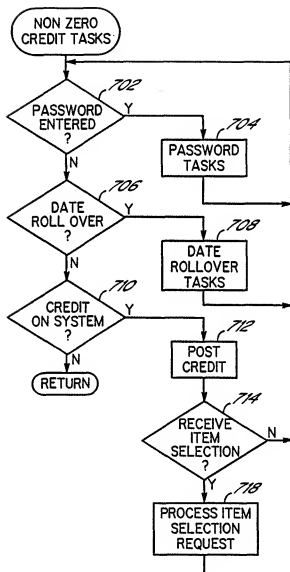 NON ZERO
CREDIT TASKS
702
PASSWORD
ENTERED
?
Y
N
704
PASSWORD
TASKS
706
DATE
ROLL OVER
?
Y
N
708
DATE
ROLLOVER
TASKS
710
CREDIT
ON SYSTEM
?
Y
N
RETURN
712
POST
CREDIT
714
RECEIVE
ITEM
SELECTION
?
N
Y
718
PROCESS ITEM
SELECTION
REQUEST